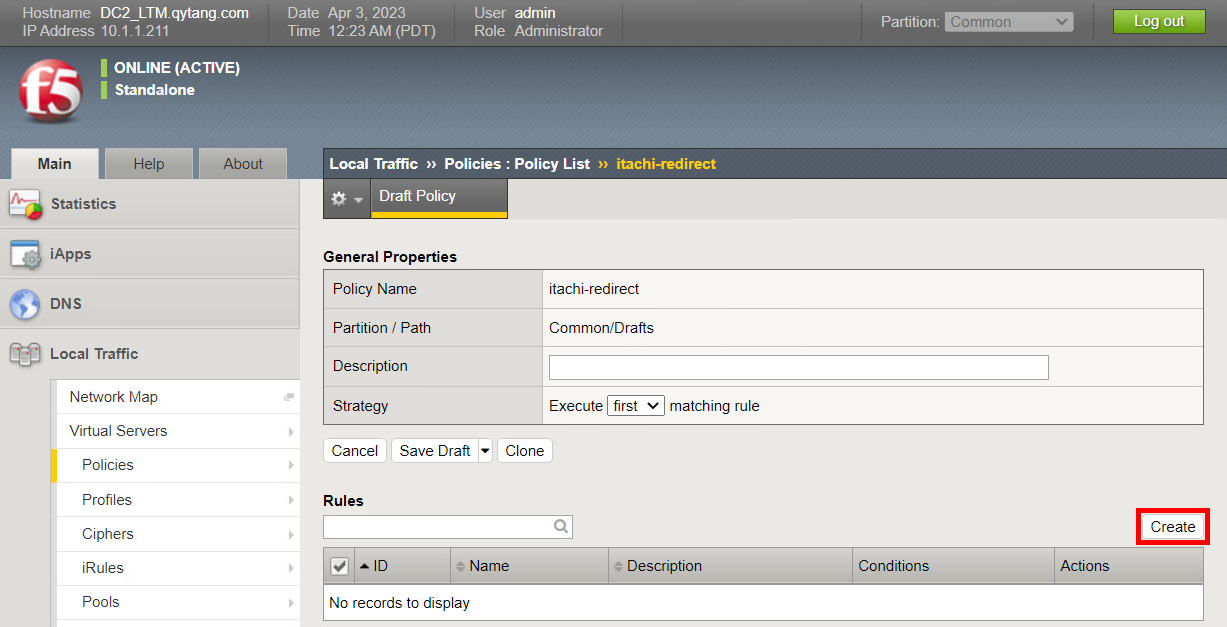 Hostname DC2_LTM.qytang.com Date Apr 3, 2023 User admin Partition: Common Log out
IP Address 10.1.1.211 Time 12:23 AM (PDT) Role Administrator
f5
ONLINE (ACTIVE)
Standalone
Main Help About
Local Traffic ›› Policies : Policy List ›› itachi-redirect
Draft Policy
Statistics
iApps
DNS
Local Traffic
Network Map
Virtual Servers
Policies
Profiles
Ciphers
iRules
Pools
General Properties
Policy Name itachi-redirect
Partition / Path Common/Drafts
Description
Strategy Execute first matching rule
Cancel Save Draft Clone
Rules
Create
ID Name Description Conditions Actions
No records to display